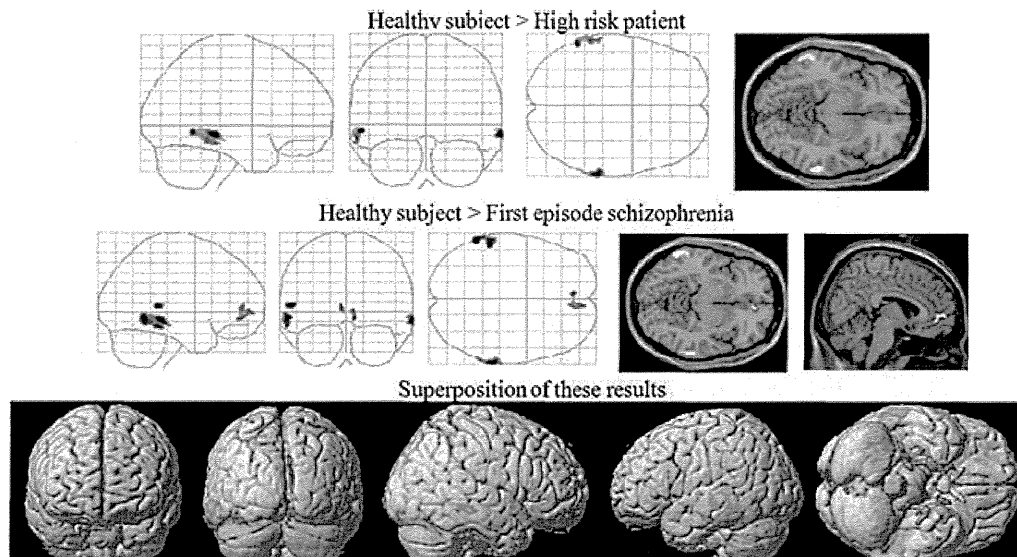 Healthy subject > High risk patient
Healthy subject > First episode schizophrenia
Superposition of these results